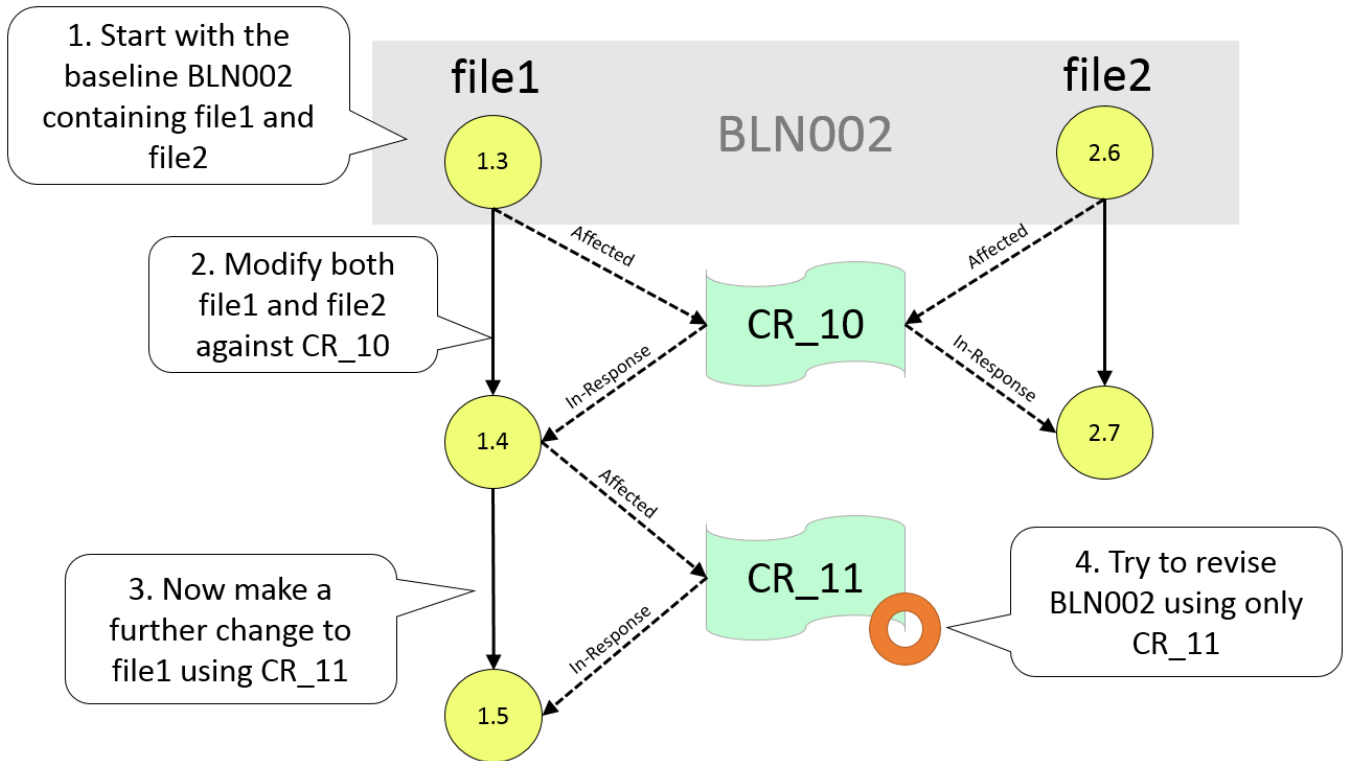 1. Start with the
baseline BLN002
containing file1 and
file2
file1
file2
BLN002
1.3
2.6
Affected
Affected
2. Modify both
file1 and file2
against CR_10
CR_10
In-Response
In-Response
1.4
2.7
Affected
3. Now make a
further change to
file1 using CR_11
CR_11
In-Response
4. Try to revise
BLN002 using only
CR_11
1.5